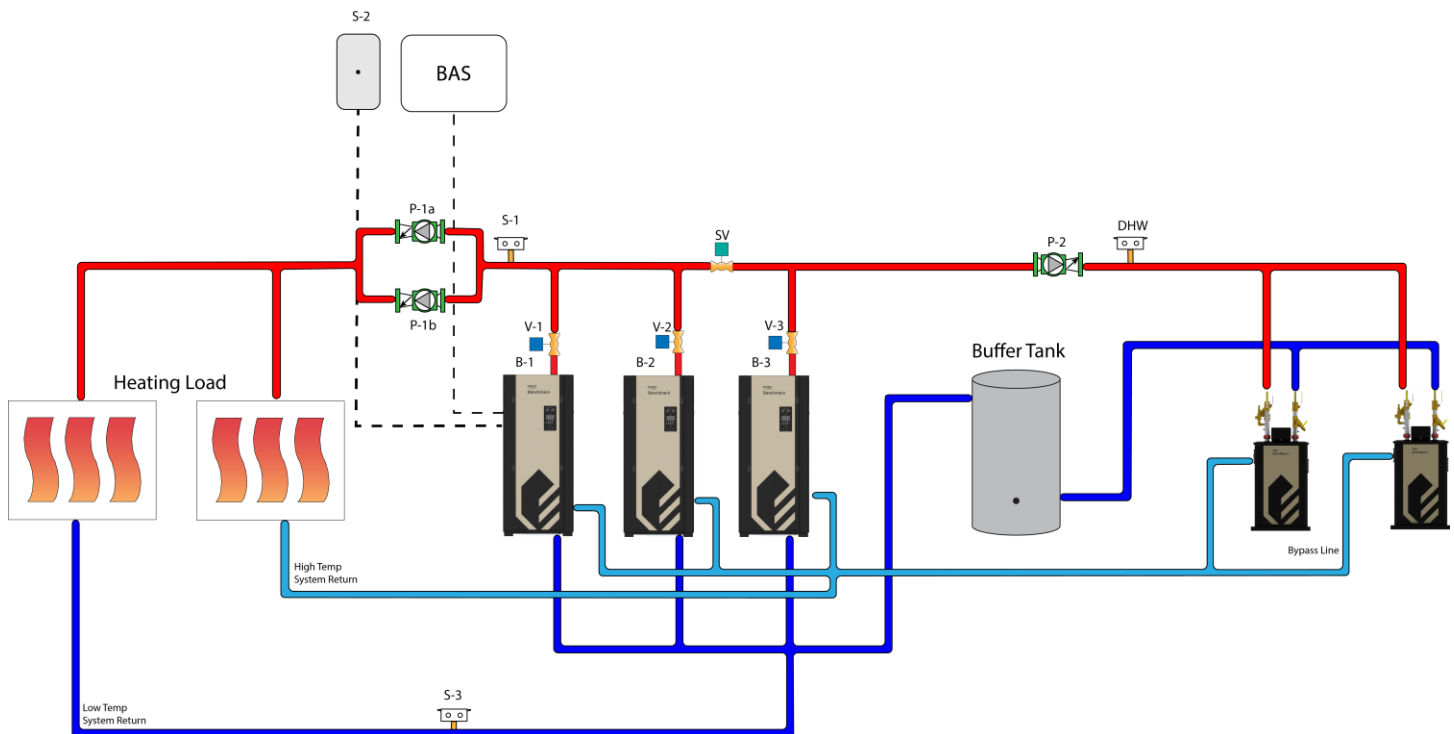 S-2
BAS
P-1a
S-1
SV
P-2
DHW
P-1b
V-1
V-2
V-3
B-1
B-2
B-3
Buffer Tank
Heating Load
Benchmark
Benchmark
Benchmark
Bypass Line
High Temp
System Return
Low Temp
System Return
S-3